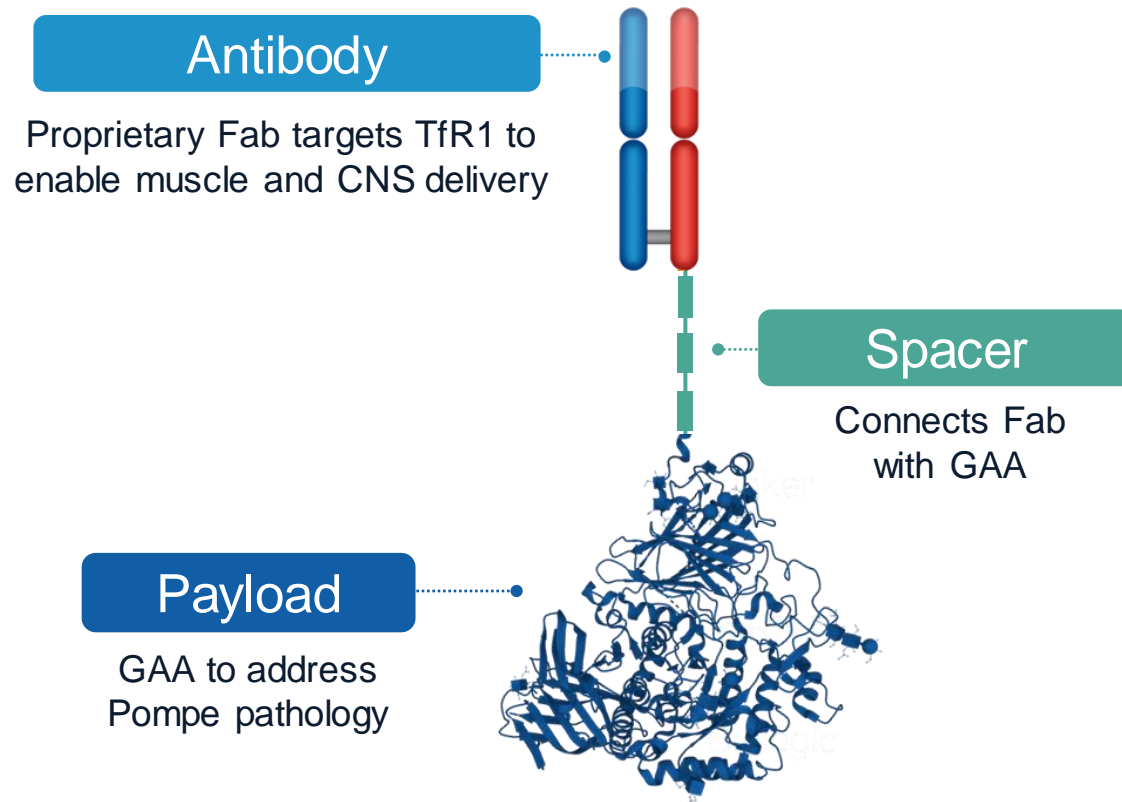 Antibody
Proprietary Fab targets TfR1 to
enable muscle and CNS delivery
Spacer
Connects Fab
with GAA
Payload
GAA to address
Pompe pathology